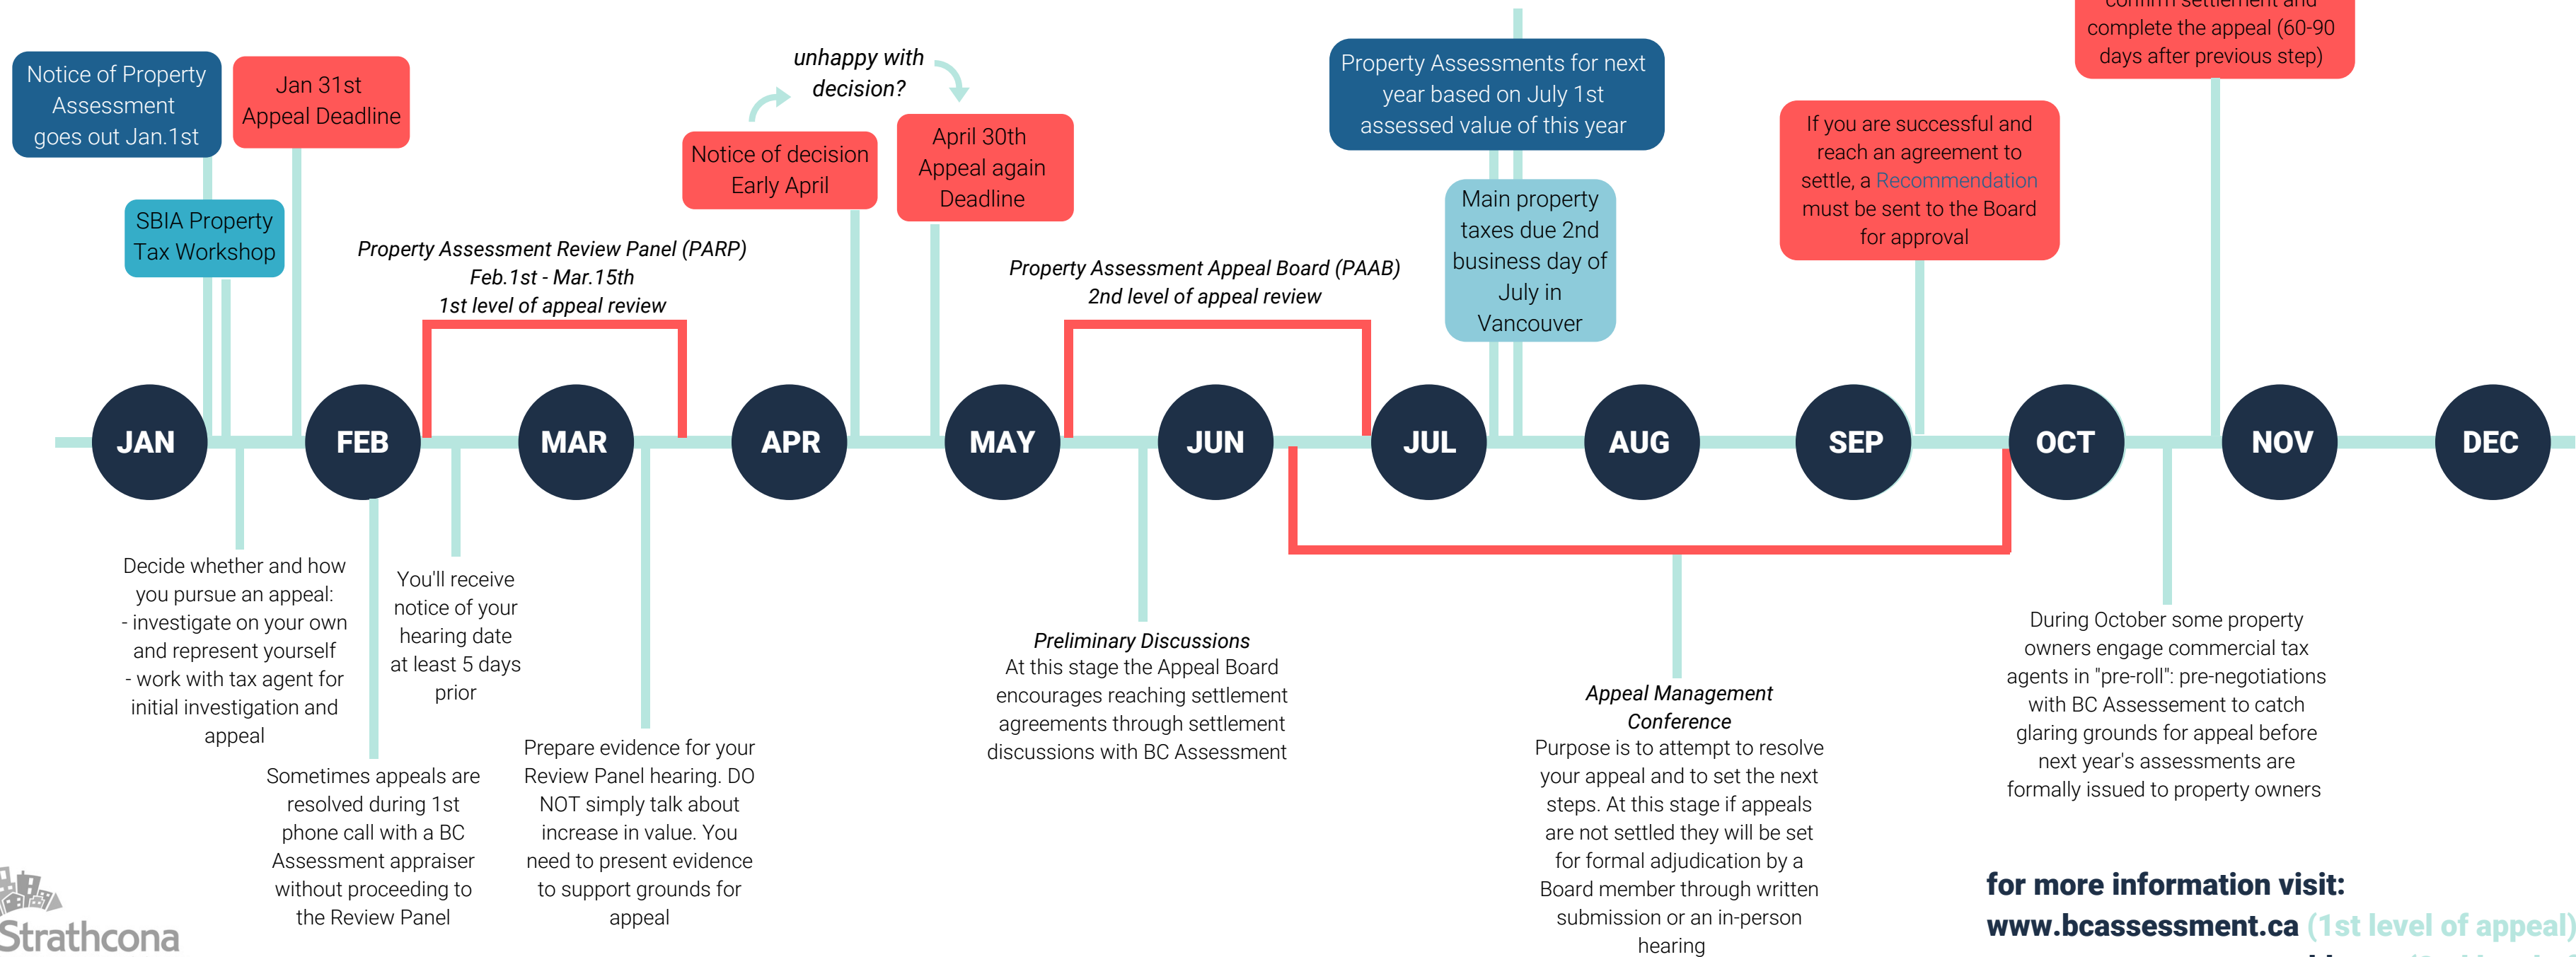 confirm settlement and
complete the appeal (60-90
days after previous step)
Notice of Property
Assessment
goes out Jan.1st
Jan 31st
Appeal Deadline
SBIA Property
Tax Workshop
unhappy with
decision?
Notice of decision
Early April
April 30th
Appeal again
Deadline
Property Assessments for next
year based on July 1st
assessed value of this year
Main property
taxes due 2nd
business day of
July in
Vancouver
If you are successful and
reach an agreement to
settle, a Recommendation
must be sent to the Board
for approval
Property Assessment Review Panel (PARP)
Feb.1st - Mar.15th
1st level of appeal review
Property Assessment Appeal Board (PAAB)
2nd level of appeal review
JAN
FEB
MAR
APR
MAY
JUN
JUL
AUG
SEP
OCT
NOV
DEC
Decide whether and how
you pursue an appeal:
- investigate on your own
and represent yourself
- work with tax agent for
initial investigation and
appeal
Sometimes appeals are
resolved during 1st
phone call with a BC
Assessment appraiser
without proceeding to
the Review Panel
You'll receive
notice of your
hearing date
at least 5 days
prior
Prepare evidence for your
Review Panel hearing. DO
NOT simply talk about
increase in value. You
need to present evidence
to support grounds for
appeal
Preliminary Discussions
At this stage the Appeal Board
encourages reaching settlement
agreements through settlement
discussions with BC Assessment
Appeal Management
Conference
Purpose is to attempt to resolve
your appeal and to set the next
steps. At this stage if appeals
are not settled they will be set
for formal adjudication by a
Board member through written
submission or an in-person
hearing
During October some property
owners engage commercial tax
agents in "pre-roll": pre-negotiations
with BC Assessement to catch
glaring grounds for appeal before
next year's assessments are
formally issued to property owners
Strathcona
for more information visit:
www.bcassessment.ca (1st level of appeal)